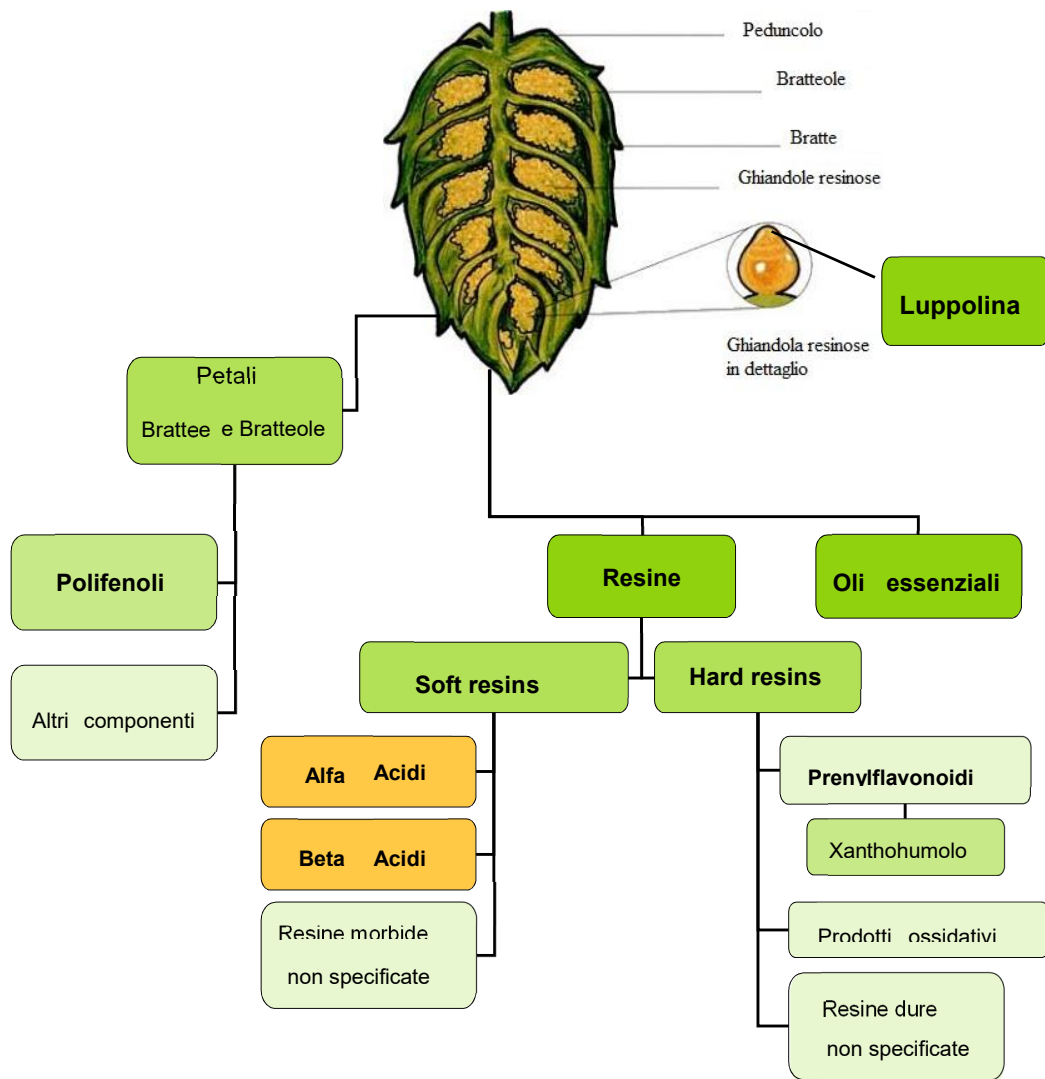 Peduncolo
Bratteole
Bratte
Ghiandole resinose
Luppolina
Ghiandola resinose
in dettaglio
Petali
Brattee e Bratteole
Polifenoli
Altri componenti
Resine
Oli essenziali
Soft resins
Hard resins
Alfa Acidi
Beta Acidi
Resine morbide
non specificate
Prenylflavonoidi
Xanthohumolo
Prodotti ossidativi
Resine dure
non specificate